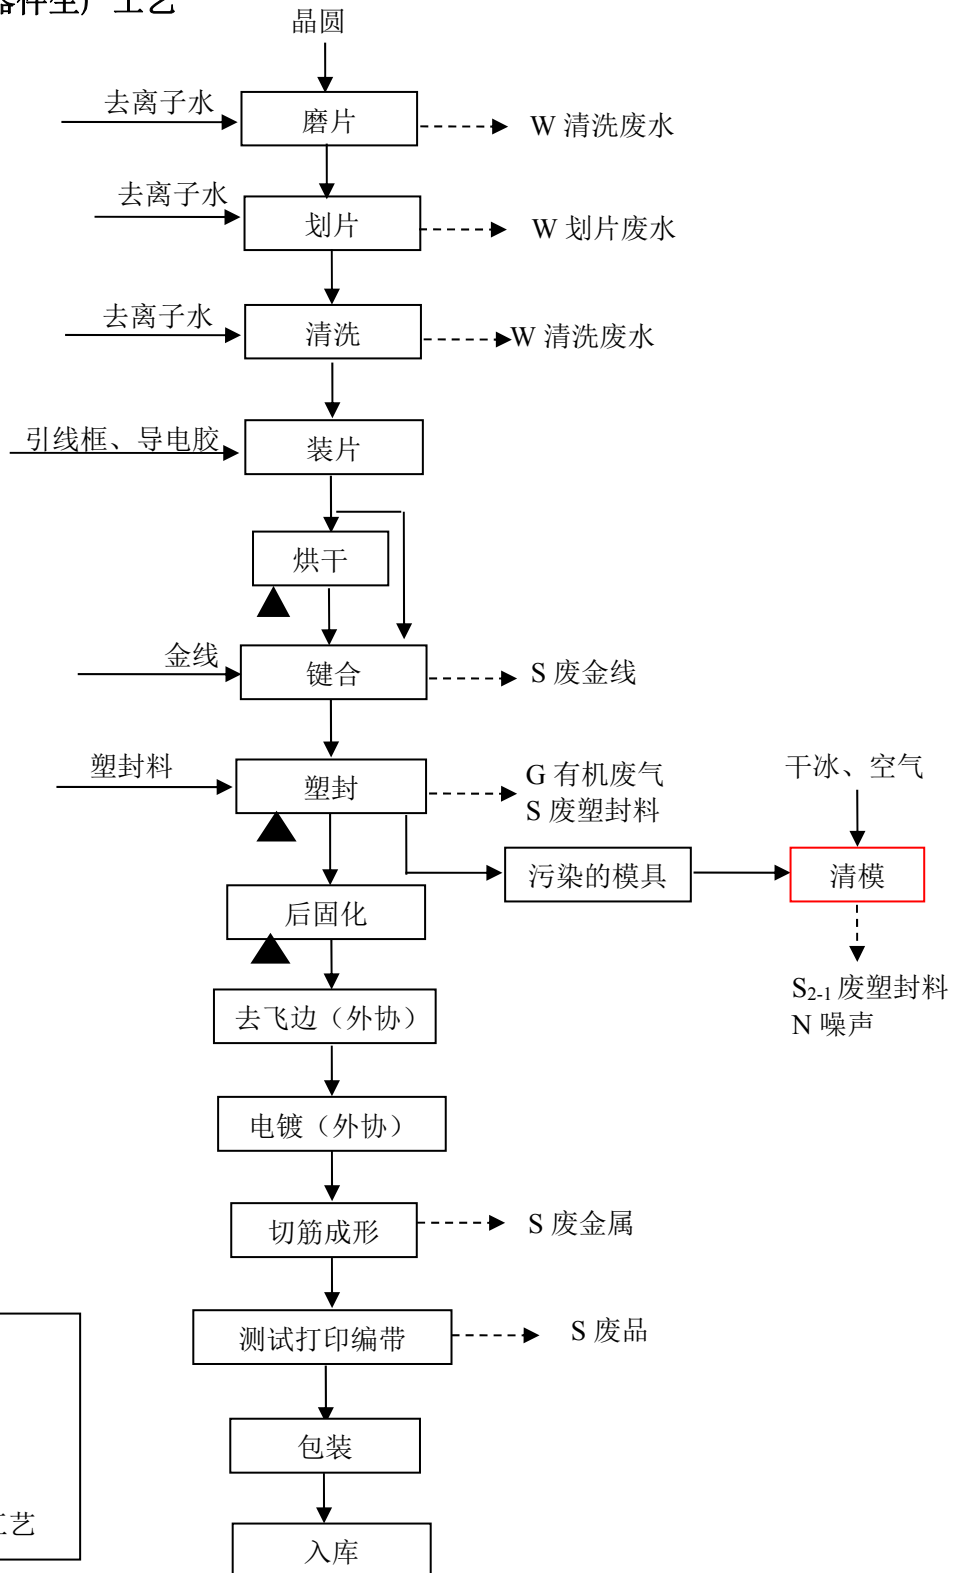 生产工艺
晶圆
去离子水
磨片
W 清洗废水
去离子水
划片
W 划片废水
去离子水
清洗
W 清洗废水
引线框、导电胶
装片
烘干
金线
键合
S 废金线
塑封料
塑封
G 有机废气
S 废塑封料
干冰、空气
污染的模具
清模
后固化
S2-1 废塑封料
N 噪声
去飞边（外协）
电镀（外协）
切筋成形
S 废金属
测试打印编带
S 废品
包装
艺
入库